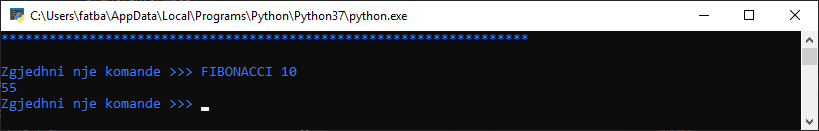 C:\Users\fatba\AppData\Local\Programs\Python\Python37\python.exe
******************************************************************
Zgjedhni nje komande >>> FIBONACCI 10
55
Zgjedhni nje komande >>>